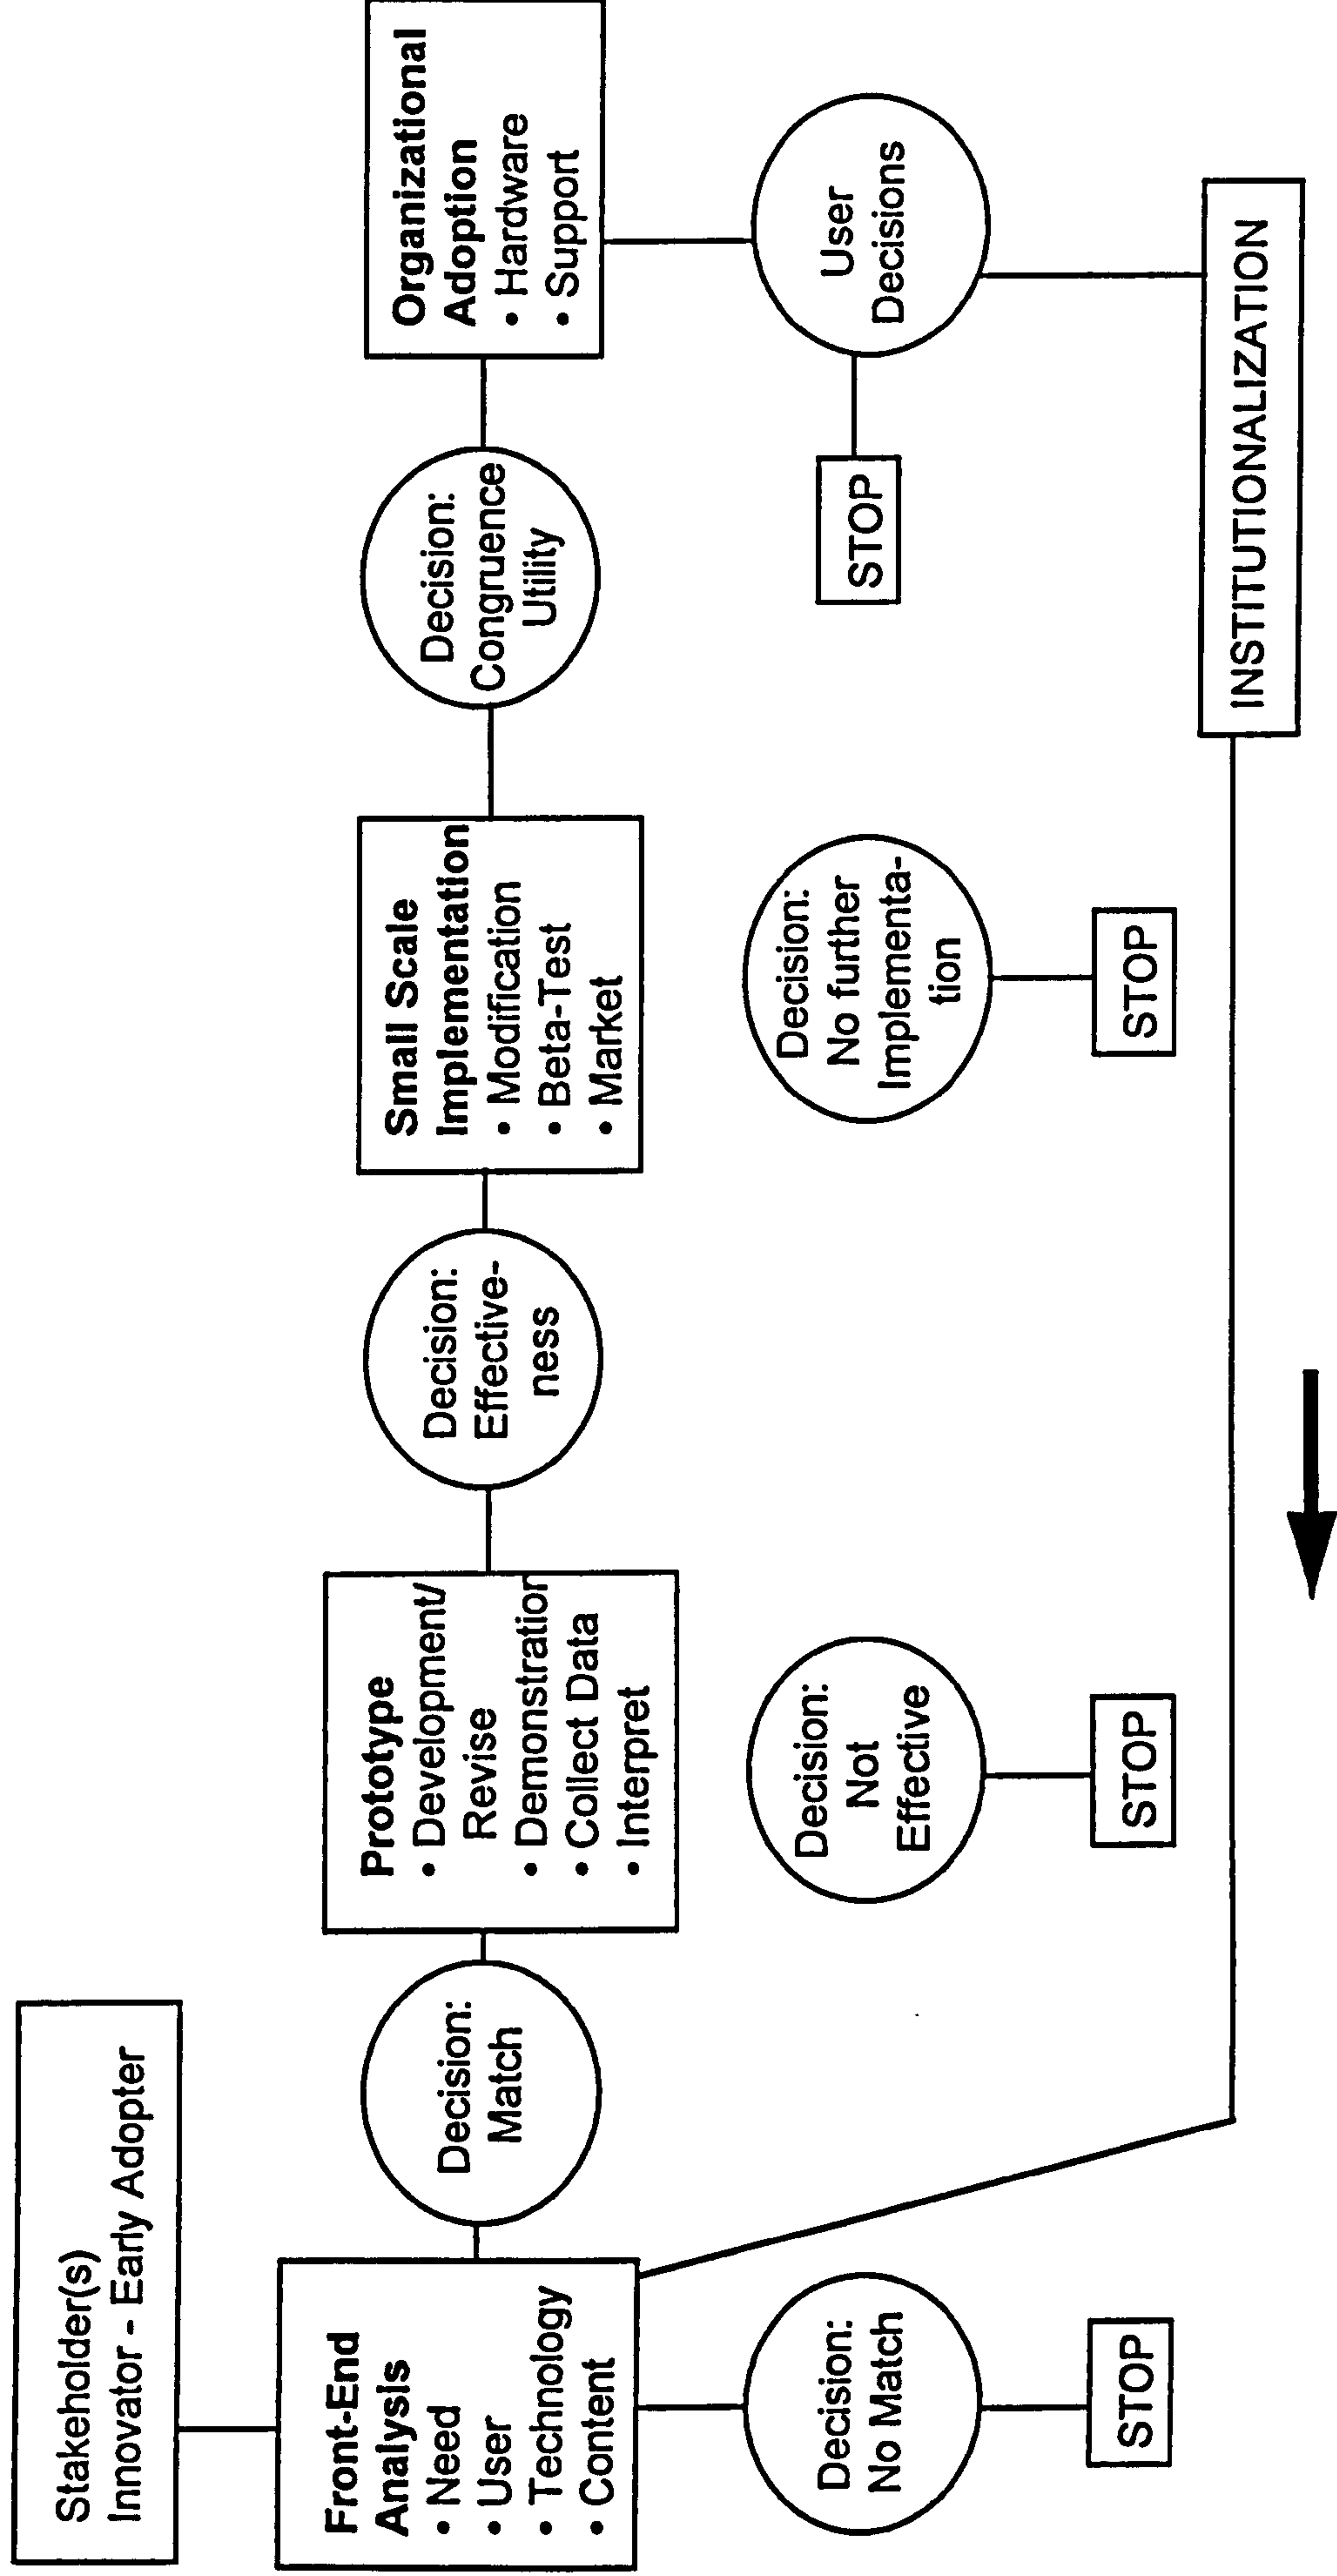 Stakeholder(s)
Innovator - Early Adopter
Front-End
Analysis
• Need
• User
• Technology
• Content
Decision:
Match
Prototype
• Development/
Revise
• Demonstration
• Collect Data
• Interpret
Decision:
Effective-
ness
Small Scale
Implementation
• Modification
• Beta-Test
• Market
Decision:
Congruence
Utility
Organizational
Adoption
• Hardware
• Support
Decision:
No Match
STOP
Decision:
Not
Effective
STOP
Decision:
No further
Implementa-
tion
STOP
User
Decisions
STOP
INSTITUTIONALIZATION